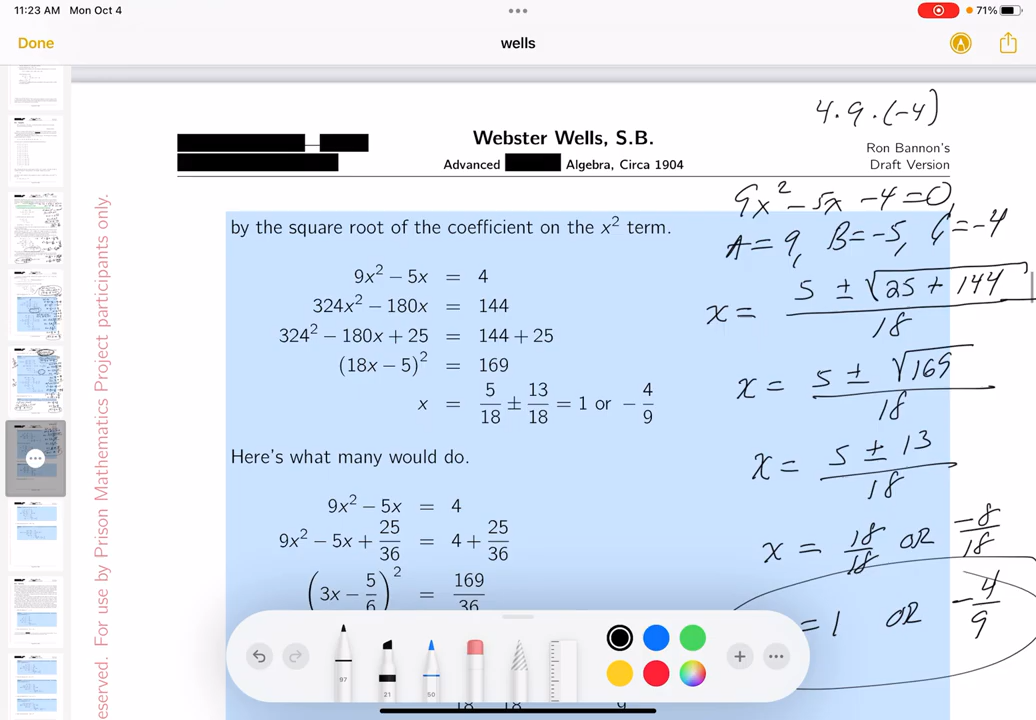 11:23 AM Mon Oct 4
71%
Done
wells
4·9·(-4)
Webster Wells, S.B.
Ron Bannon's
Advanced Algebra, Circa 1904
Draft Version
9x² - 5x - 4 = 0
by the square root of the coefficient on the x² term.
A = 9, B = -5, C = -4
9x² − 5x = 4
324x² − 180x = 144
324² − 180x + 25 = 144 + 25
(18x − 5)² = 169
x = 5/18 ± 13/18 = 1 or − 4/9
x = (5 ± √(25 + 144))/18
x = (5 ± √169)/18
x = (5 ± 13)/18
x = 18/18 OR -8/18
= 1 OR -4/9
Here's what many would do.
9x² − 5x = 4
9x² − 5x + 25/36 = 4 + 25/36
(3x − 5/6)² = 169/36
eserved. For use by Prison Mathematics Project participants only.
97
21
50